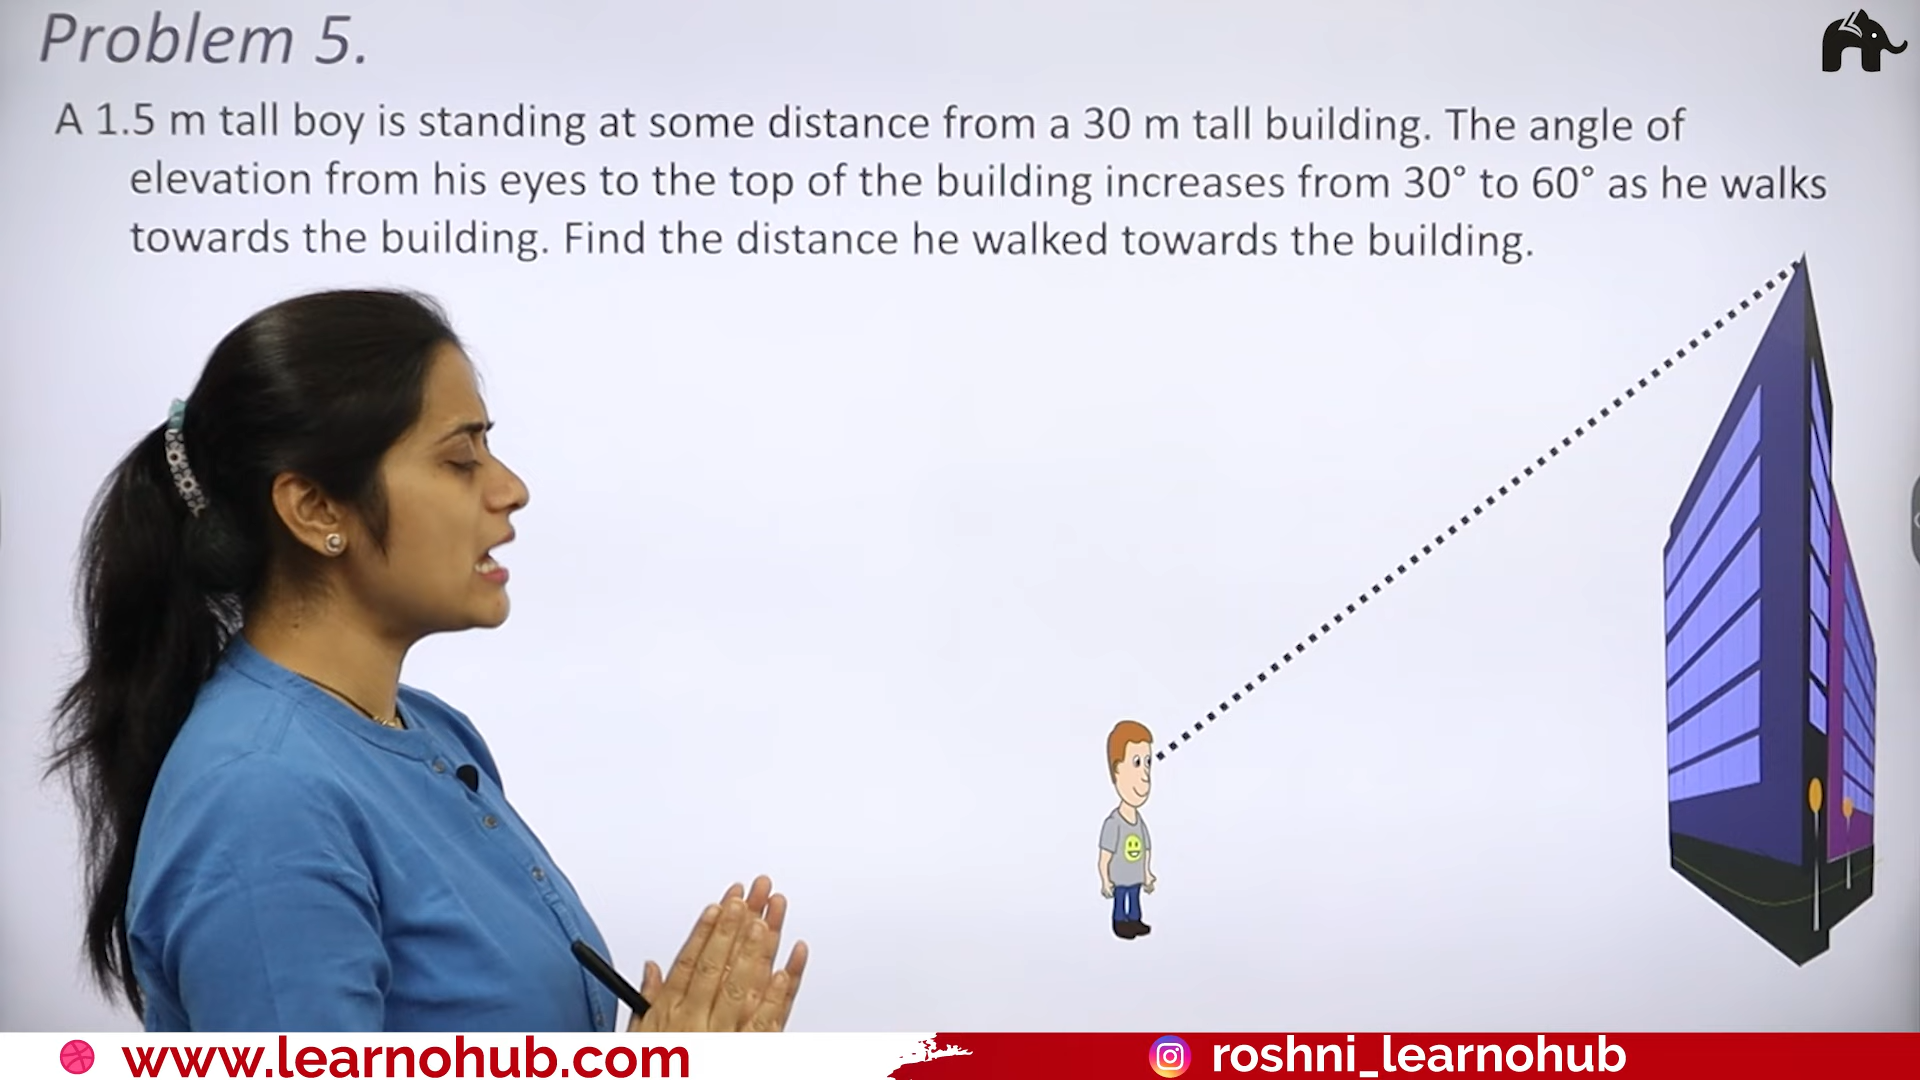 Problem 5.
A 1.5 m tall boy is standing at some distance from a 30 m tall building. The angle of
elevation from his eyes to the top of the building increases from 30° to 60° as he walks
towards the building. Find the distance he walked towards the building.
www.learnohub.com
roshni_learnohub